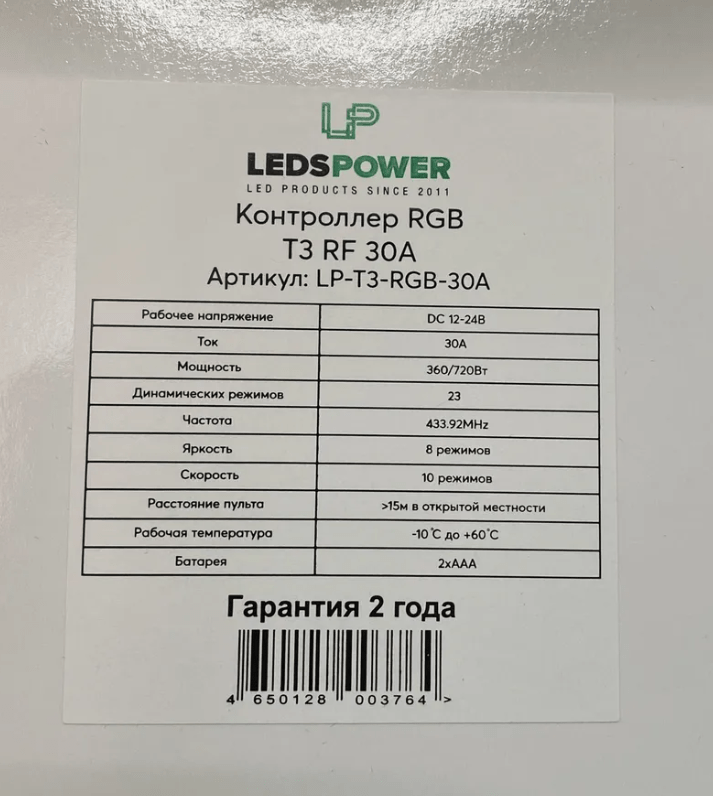 LP
LEDSPOWER
LED PRODUCTS SINCE 2011
Контроллер RGB
T3 RF 30A
Артикул: LP-T3-RGB-30A
Рабочее напряжение DC 12-24В
Ток 30А
Мощность 360/720Вт
Динамических режимов 23
Частота 433.92MHz
Яркость 8 режимов
Скорость 10 режимов
Расстояние пульта >15м в открытой местности
Рабочая температура -10˚С до +60˚С
Батарея 2xAAA
Гарантия 2 года
4 650128 003764 >